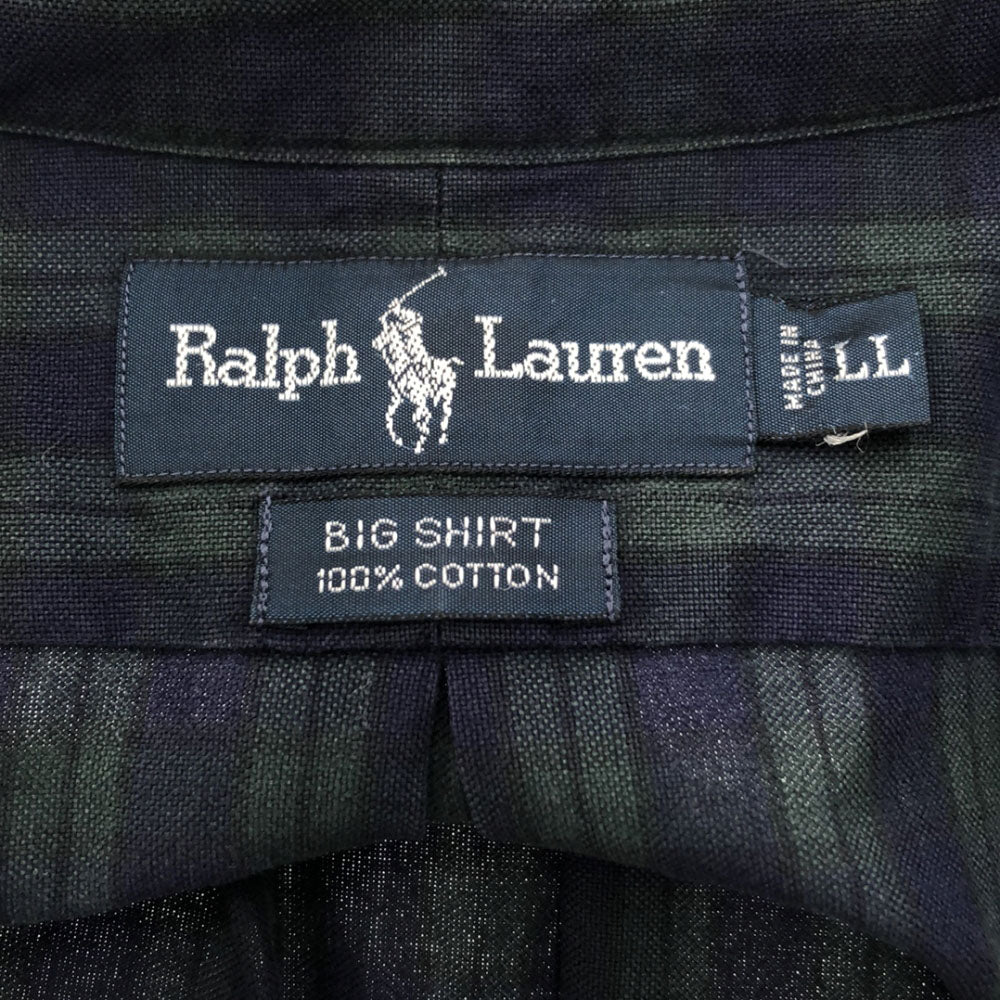 Ralph Lauren
MADE IN
CHINA
LL
BIG SHIRT
100% COTTON